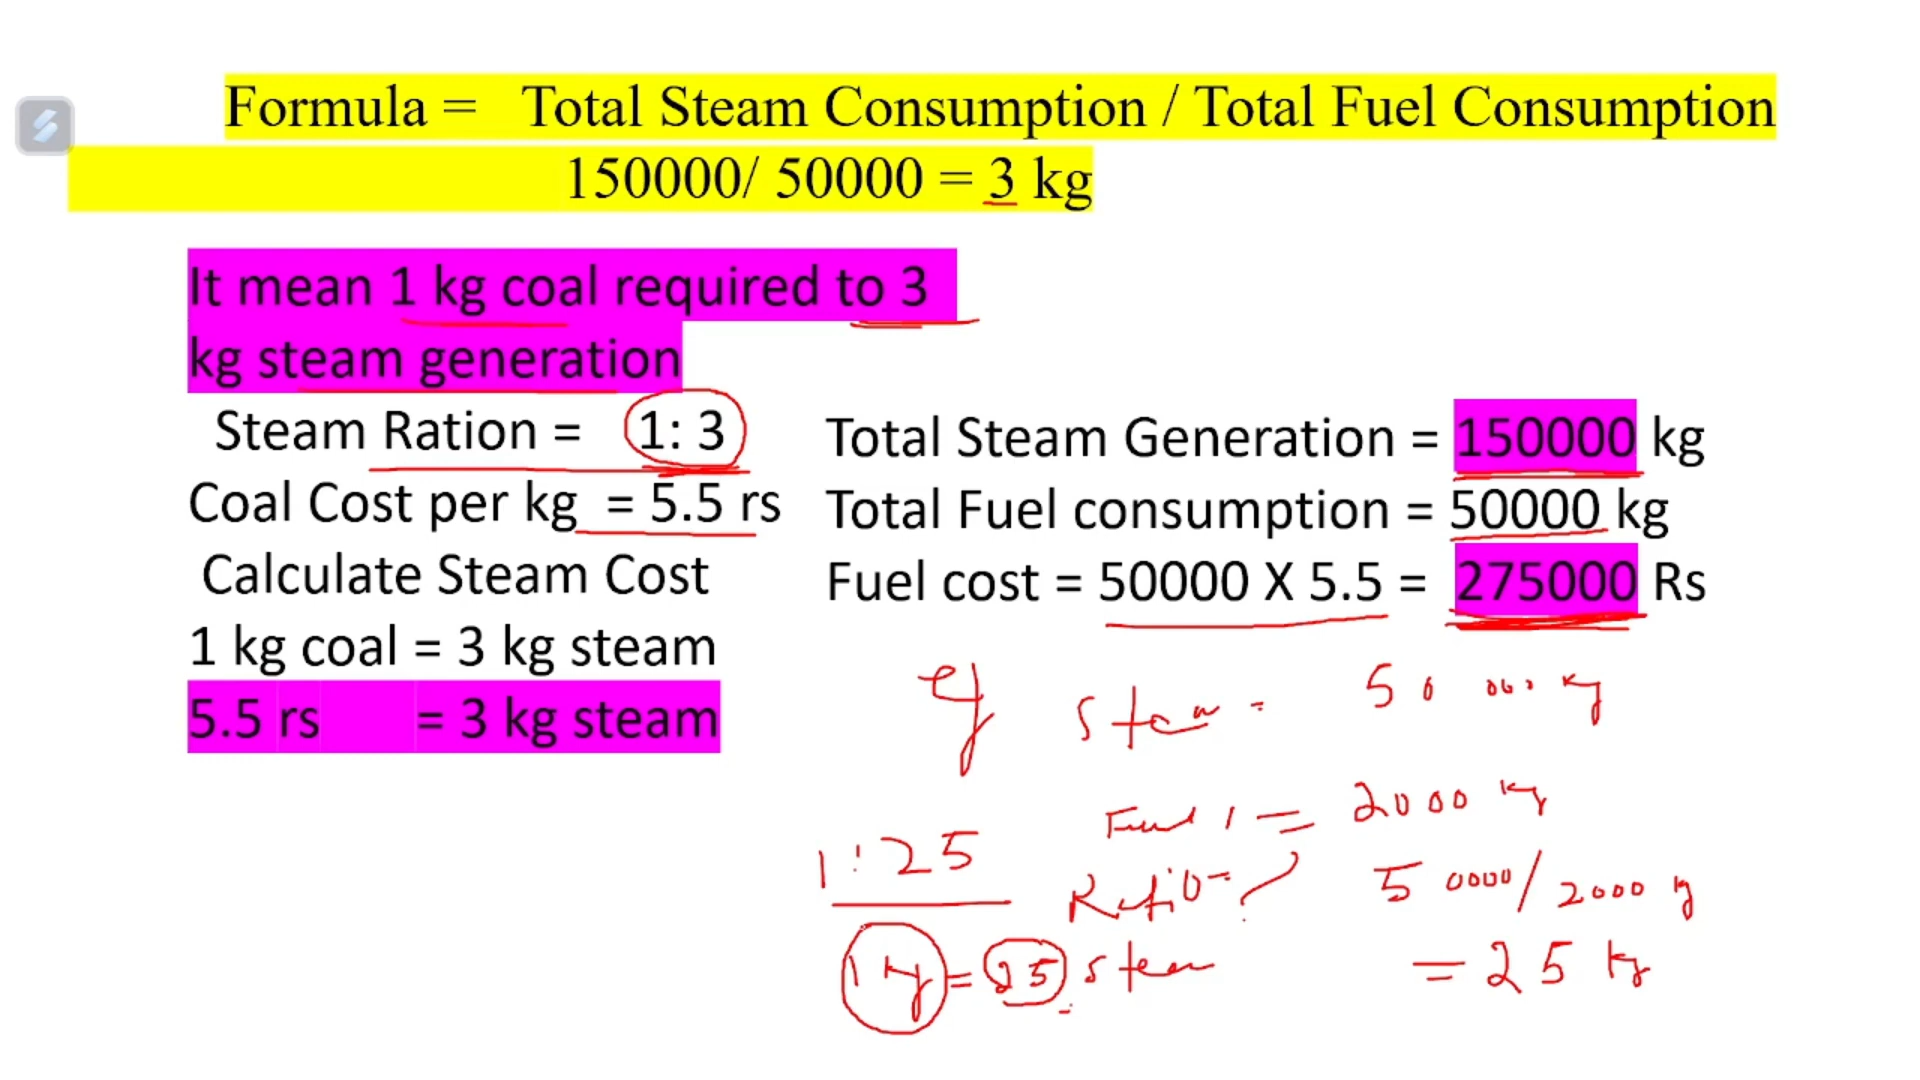 Formula = Total Steam Consumption / Total Fuel Consumption
150000/ 50000 = 3 kg
It mean 1 kg coal required to 3
kg steam generation
Steam Ration = 1: 3
Coal Cost per kg = 5.5 rs
Calculate Steam Cost
1 kg coal = 3 kg steam
5.5 rs = 3 kg steam
Total Steam Generation = 150000 kg
Total Fuel consumption = 50000 kg
Fuel cost = 50000 X 5.5 = 275000 Rs
eg steam = 50 000 kg
Fuel = 2000 kg
Ratio = ? 50000/2000 kg
= 25 kg
1:25
1 kg = 25 steam